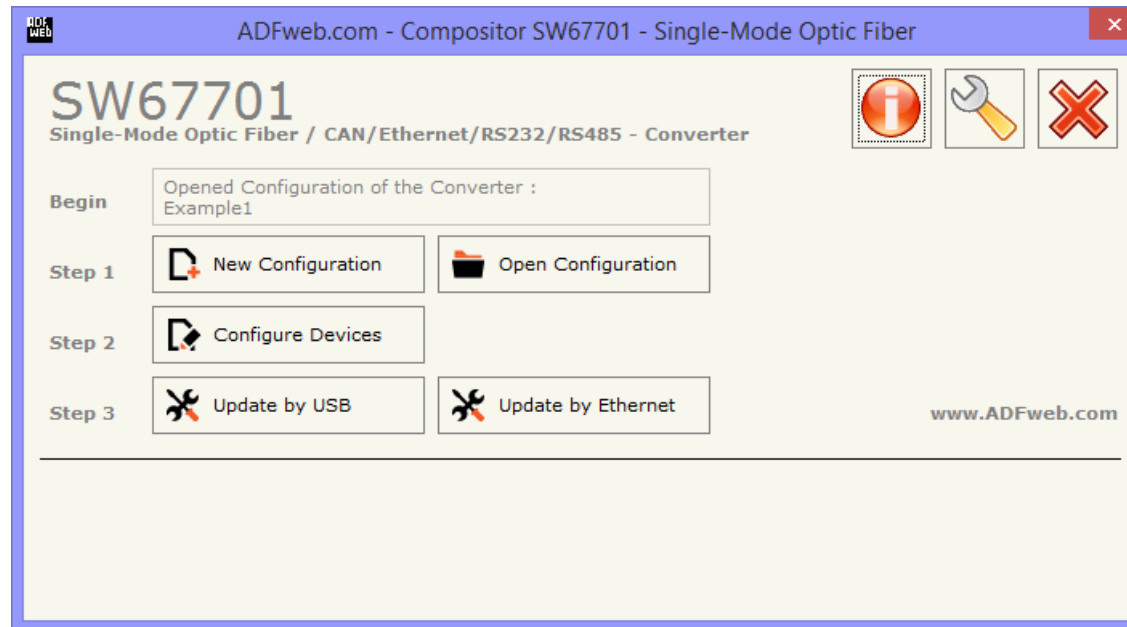 ADF
WEB
ADFweb.com - Compositor SW67701 - Single-Mode Optic Fiber
SW67701
Single-Mode Optic Fiber / CAN/Ethernet/RS232/RS485 - Converter
Begin
Opened Configuration of the Converter :
Example1
Step 1
New Configuration
Open Configuration
Step 2
Configure Devices
Step 3
Update by USB
Update by Ethernet
www.ADFweb.com